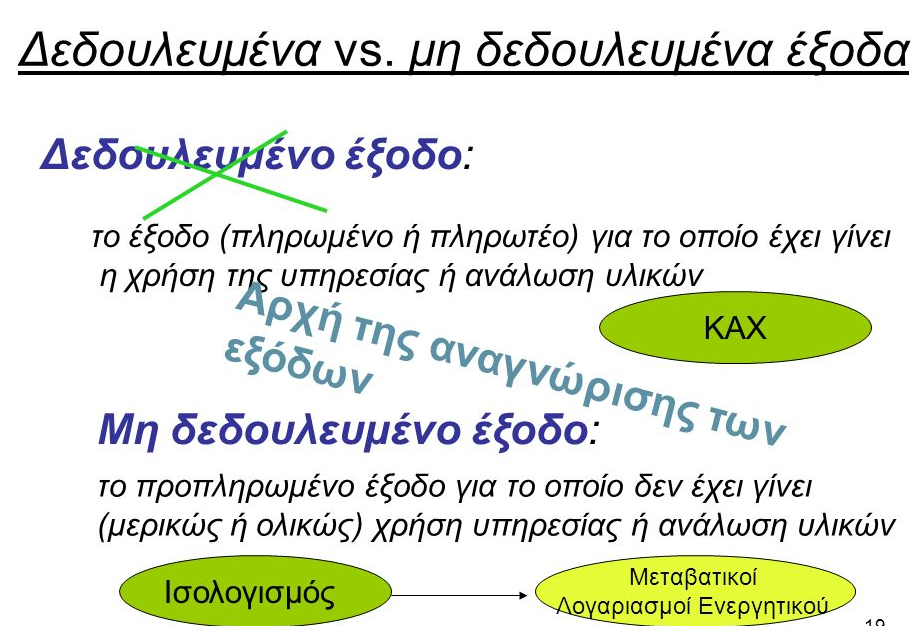 Δεδουλευμένα vs. μη δεδουλευμένα έξοδα
Δεδουλευμένο έξοδο:
το έξοδο (πληρωμένο ή πληρωτέο) για το οποίο έχει γίνει
η χρήση της υπηρεσίας ή ανάλωση υλικών
ΚΑΧ
Αρχή της αναγνώρισης των
εξόδων
Μη δεδουλευμένο έξοδο:
το προπληρωμένο έξοδο για το οποίο δεν έχει γίνει
(μερικώς ή ολικώς) χρήση υπηρεσίας ή ανάλωση υλικών
Ισολογισμός
Μεταβατικοί
Λογαριασμοί Ενεργητικού